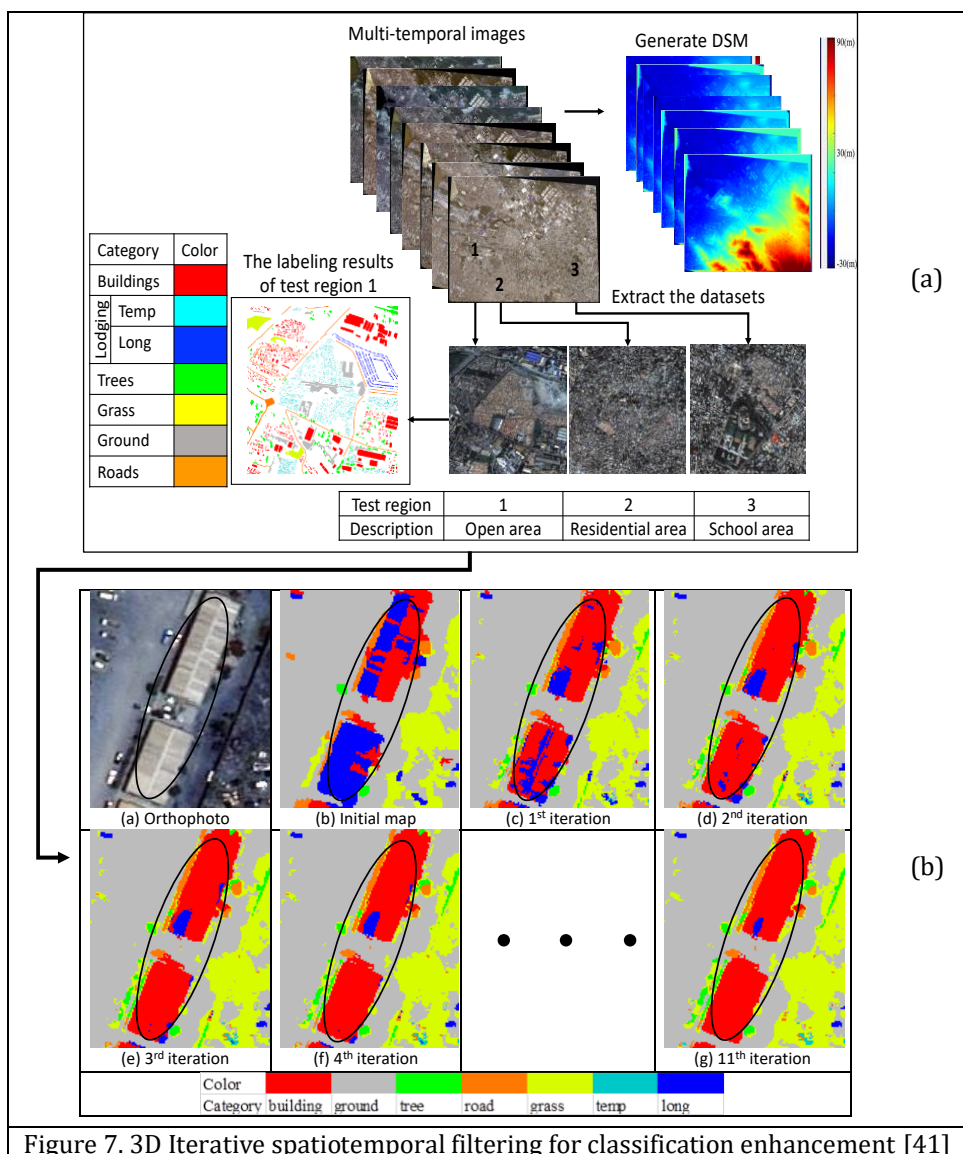 Multi-temporal images
Generate DSM
90(m)
30(m)
-30(m)
1
2
3
(a)
Category Color
Buildings
Lodging
Temp
Long
Trees
Grass
Ground
Roads
The labeling results
of test region 1
Extract the datasets
Test region 1 2 3
Description Open area Residential area School area
(a) Orthophoto
(b) Initial map
(c) 1st iteration
(d) 2nd iteration
(b)
(e) 3rd iteration
(f) 4th iteration
(g) 11th iteration
Color
Category building ground tree road grass temp long
Figure 7. 3D Iterative spatiotemporal filtering for classification enhancement [41]